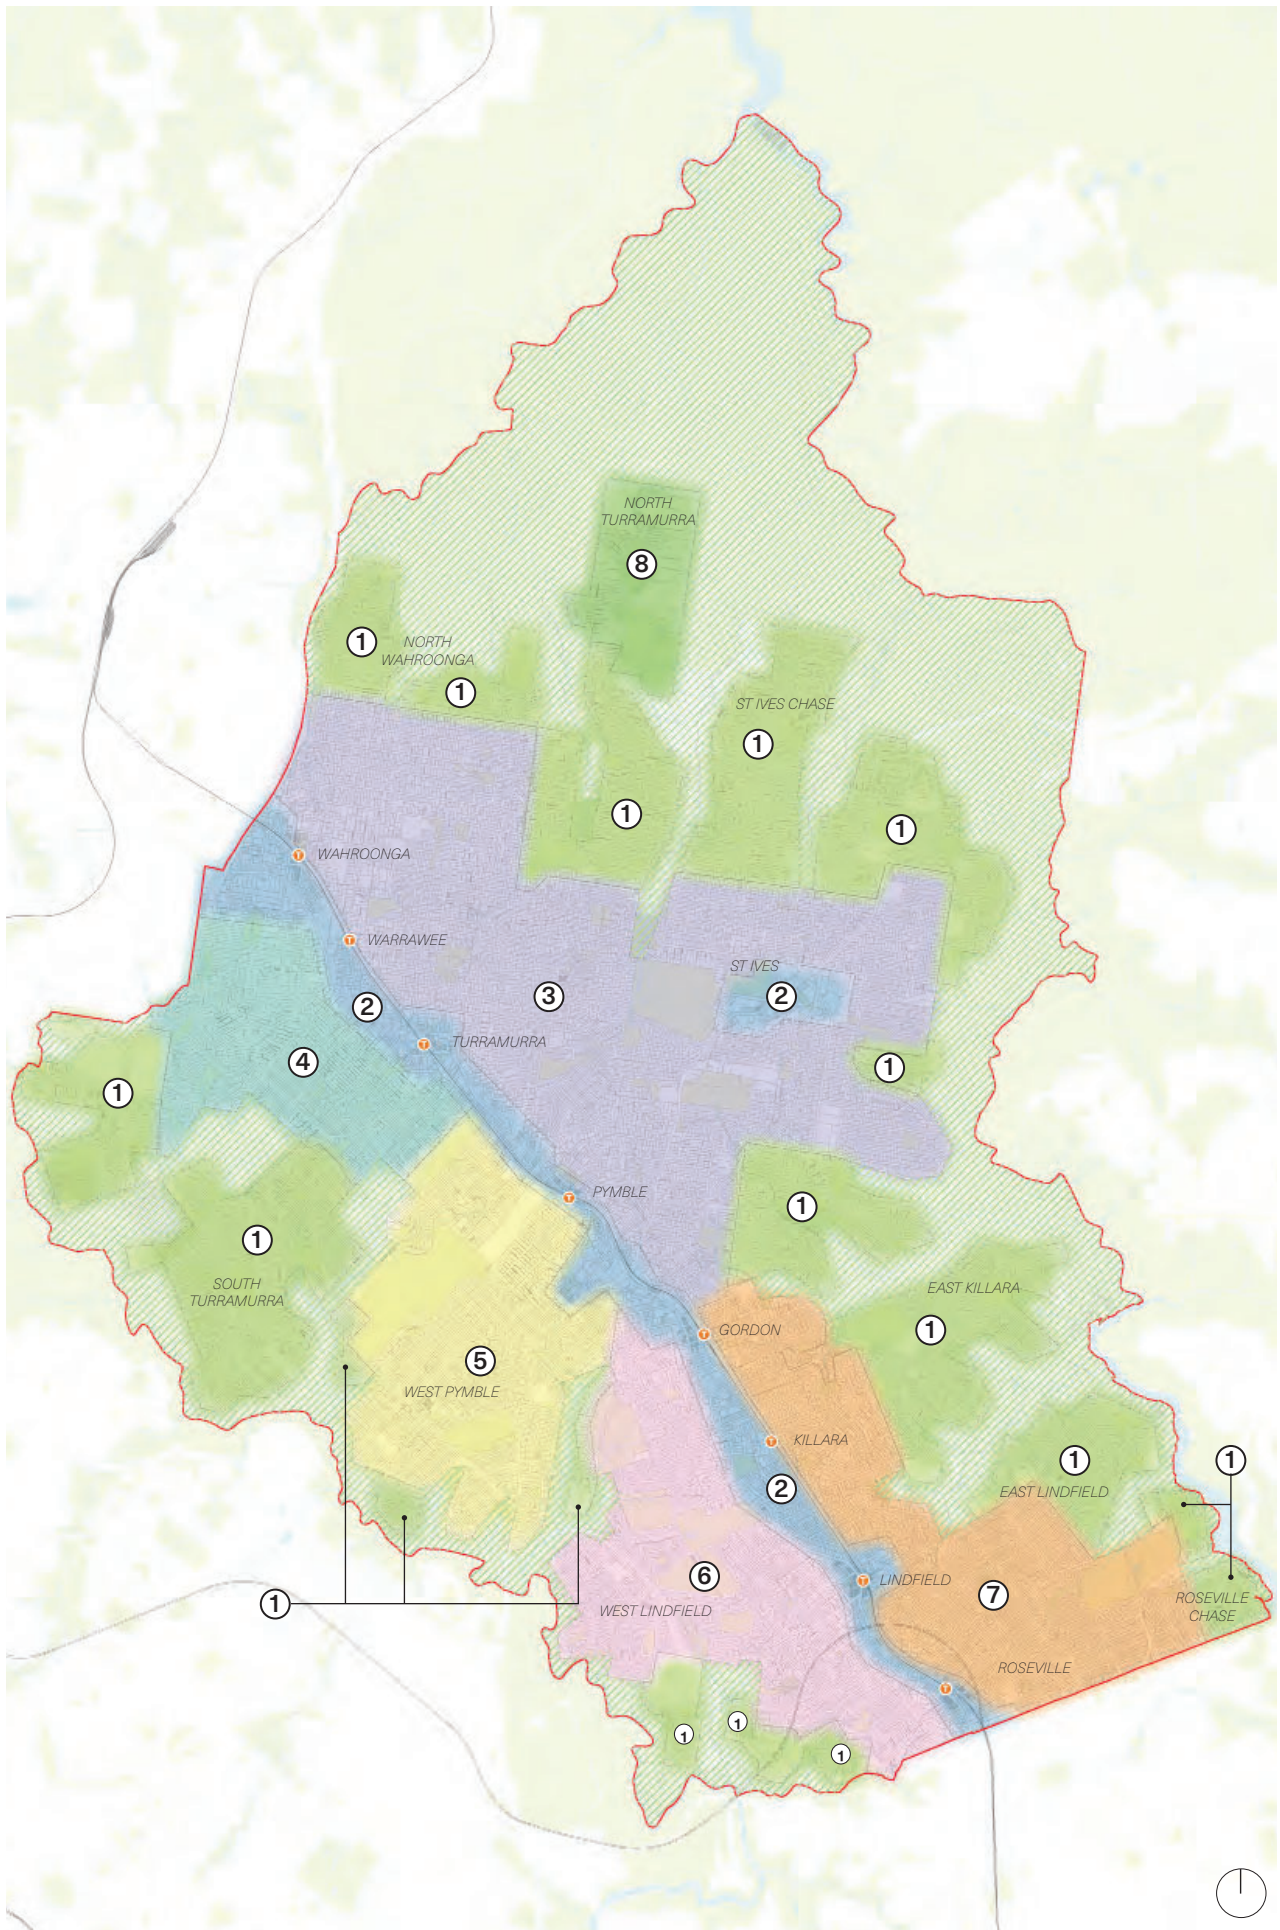 NORTH
TURRAMURRA
8
1
NORTH
WAHROONGA
1
ST IVES CHASE
1
1
1
T
WAHROONGA
T
WARRAWEE
ST IVES
2
3
2
T
TURRAMURRA
4
1
1
T
PYMBLE
1
1
SOUTH
TURRAMURRA
EAST KILLARA
1
T
GORDON
5
WEST PYMBLE
T
KILLARA
1
EAST LINDFIELD
1
2
6
T
LINDFIELD
7
ROSEVILLE
CHASE
1
WEST LINDFIELD
ROSEVILLE
T
1
1
1